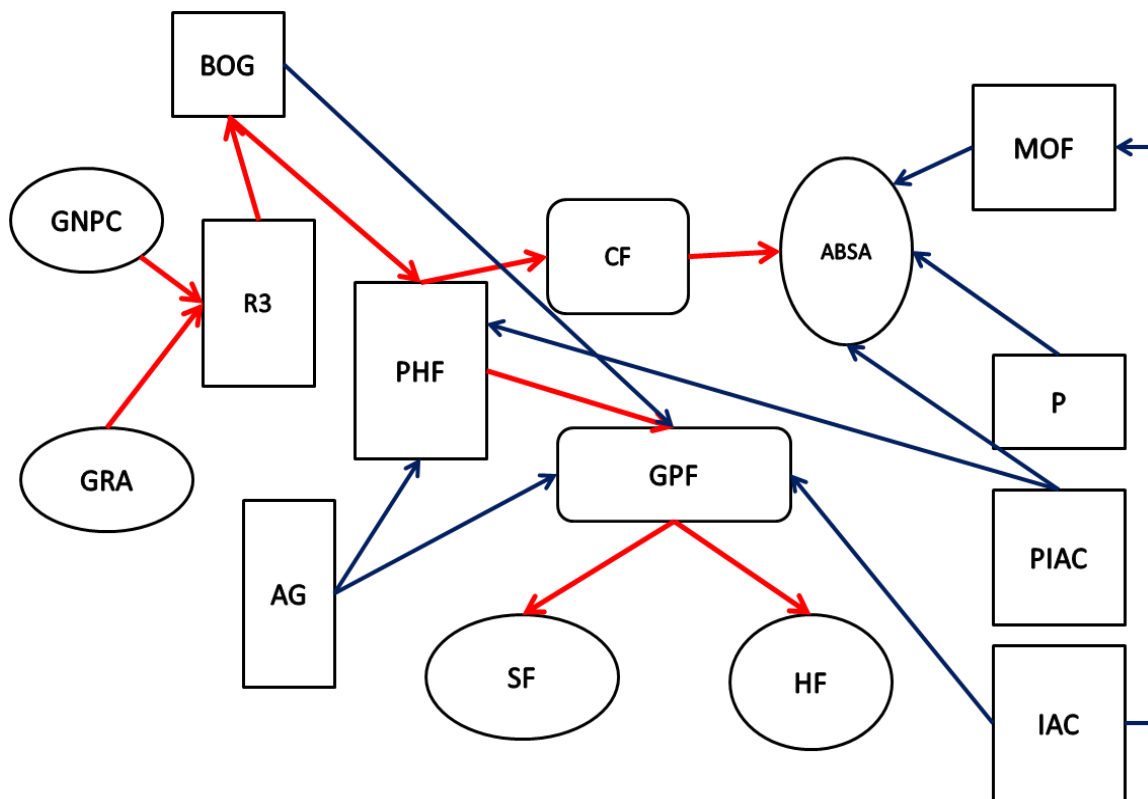 BOG
MOF
GNPC
CF
ABSA
R3
PHF
P
GRA
GPF
PIAC
AG
SF
HF
IAC